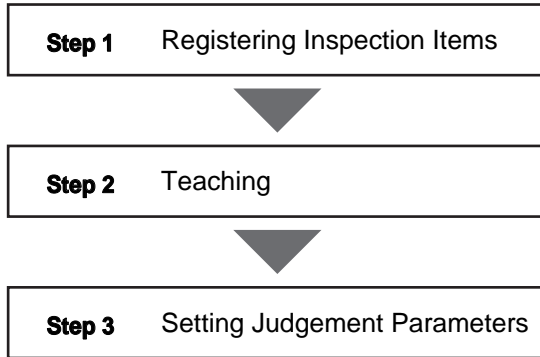 Step 1 Registering Inspection Items
Step 2 Teaching
Step 3 Setting Judgement Parameters